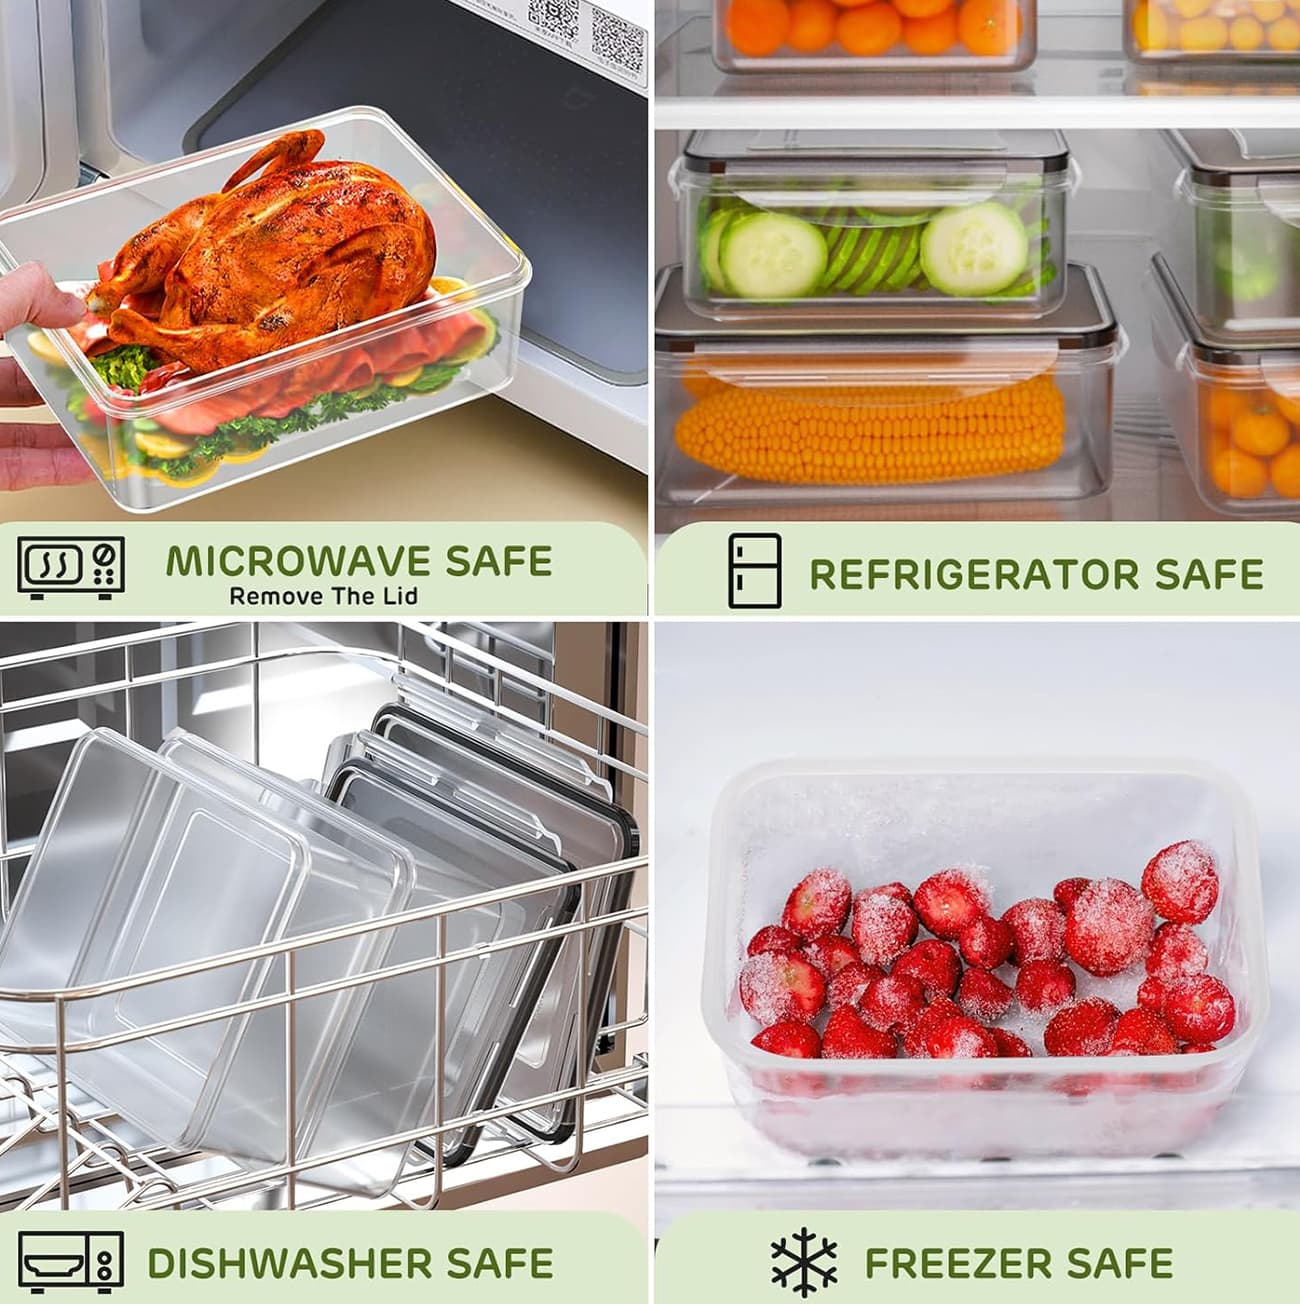 MICROWAVE SAFE
Remove The Lid
REFRIGERATOR SAFE
DISHWASHER SAFE
FREEZER SAFE